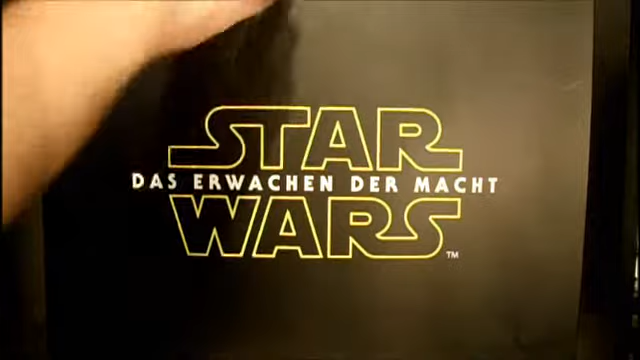 STAR
DAS ERWACHEN DER MACHT
WARS
TM